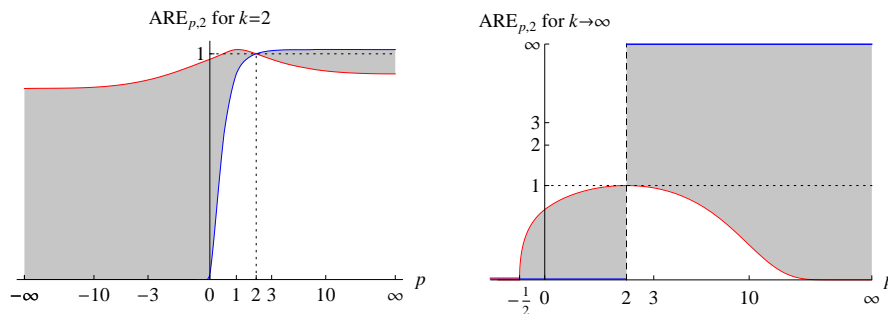 ARE_{p,2} for k=2
1
p
−∞ −10 −3 0 1 2 3 10 ∞
ARE_{p,2} for k→∞
∞
3
2
1
p
−1/2 0 2 3 10 ∞